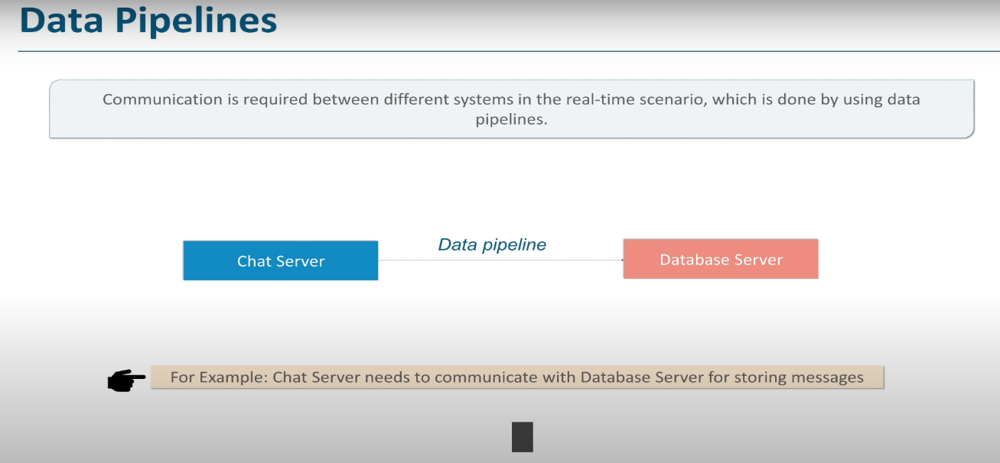 Data Pipelines
Communication is required between different systems in the real-time scenario, which is done by using data
pipelines.
Data pipeline
Chat Server
Database Server
For Example: Chat Server needs to communicate with Database Server for storing messages